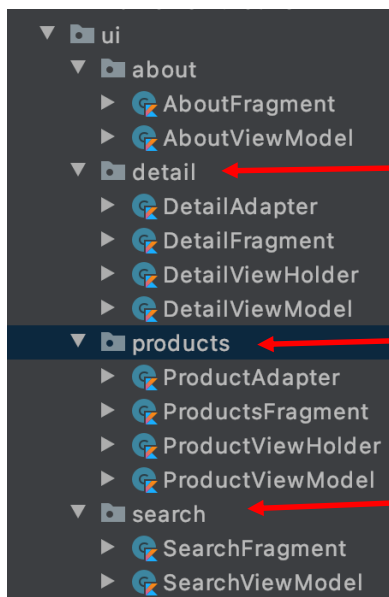 ui
about
AboutFragment
AboutViewModel
detail
DetailAdapter
DetailFragment
DetailViewHolder
DetailViewModel
products
ProductAdapter
ProductsFragment
ProductViewHolder
ProductViewModel
search
SearchFragment
SearchViewModel